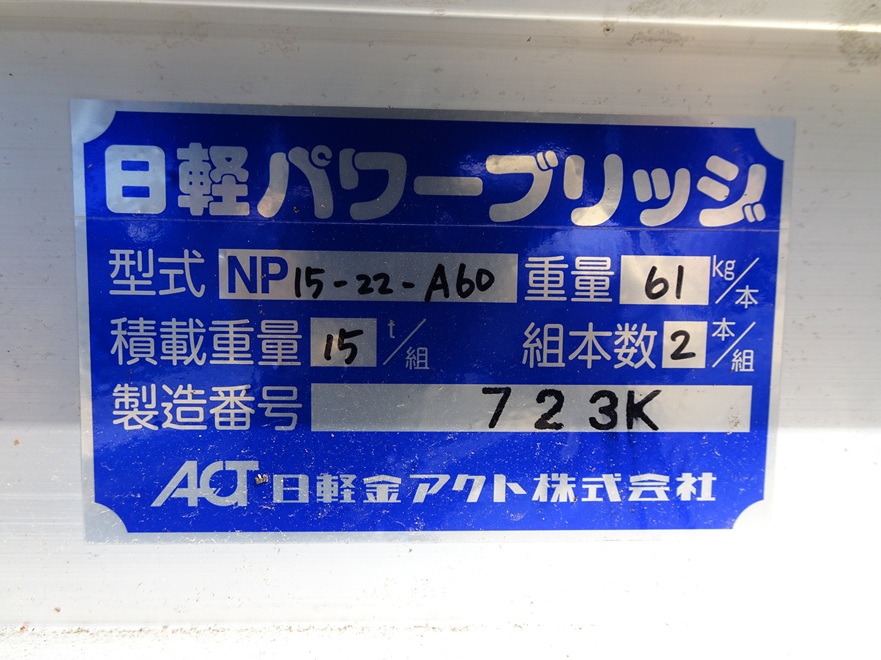 日軽パワーブリッジ
型式 NP15-22-A60 重量 61 kg/本
積載重量 15 t/組 組本数 2 本/組
製造番号 723K
ACT 日軽金アクト株式会社